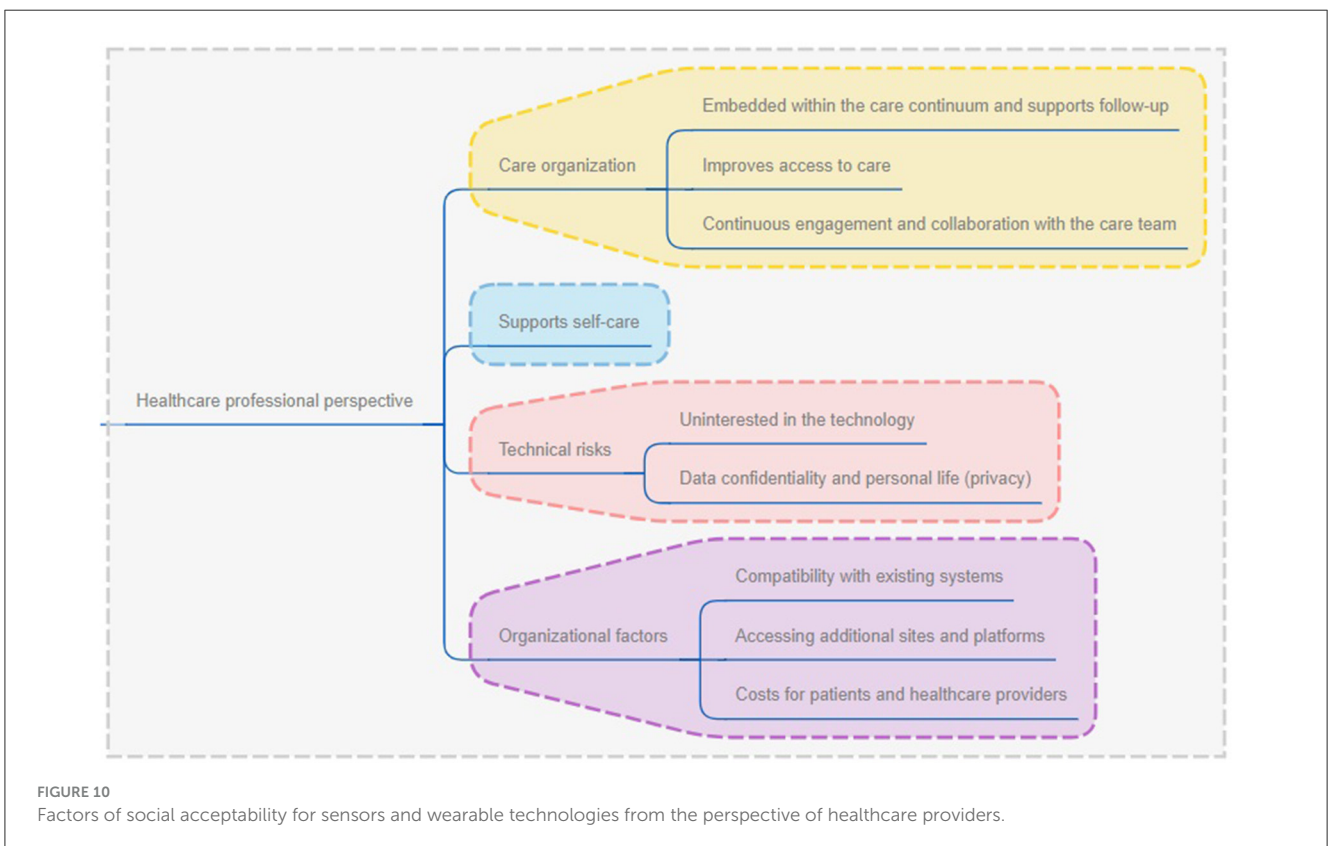 Healthcare professional perspective
Care organization
Embedded within the care continuum and supports follow-up
Improves access to care
Continuous engagement and collaboration with the care team
Supports self-care
Technical risks
Uninterested in the technology
Data confidentiality and personal life (privacy)
Organizational factors
Compatibility with existing systems
Accessing additional sites and platforms
Costs for patients and healthcare providers
FIGURE 10
Factors of social acceptability for sensors and wearable technologies from the perspective of healthcare providers.